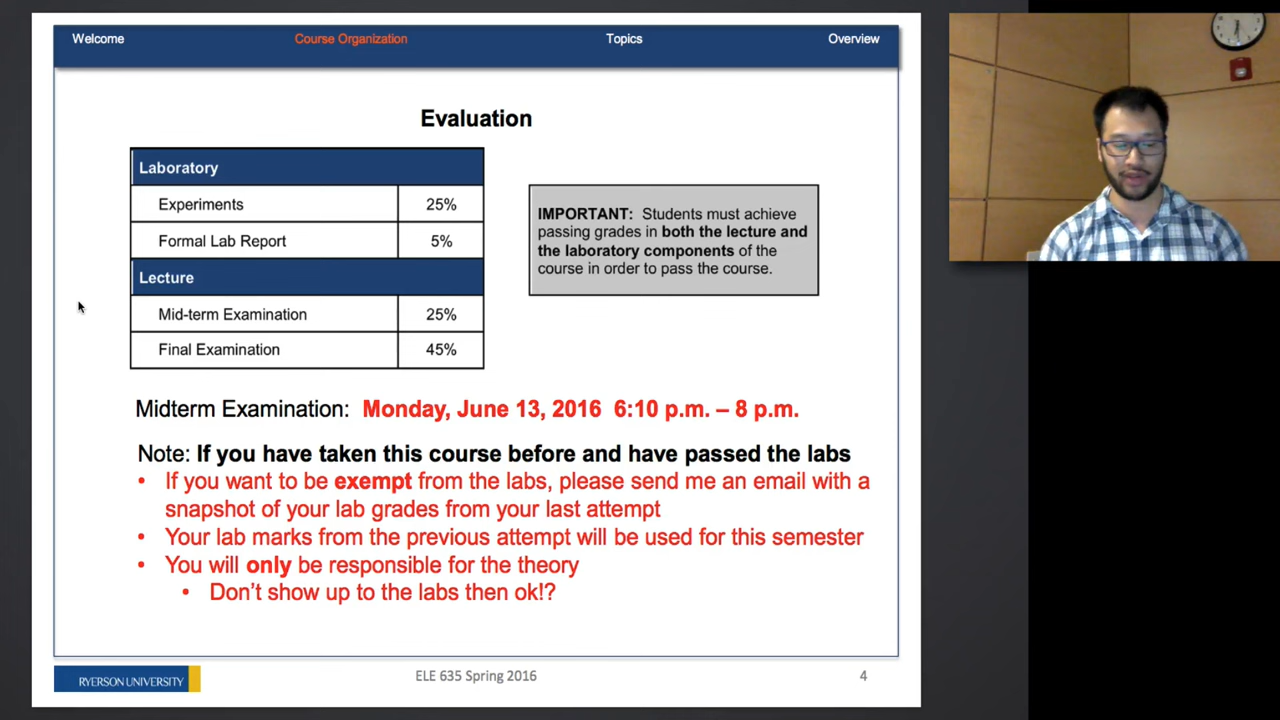 Welcome Course Organization Topics Overview
Evaluation
Laboratory
Experiments 25%
Formal Lab Report 5%
Lecture
Mid-term Examination 25%
Final Examination 45%
IMPORTANT: Students must achieve
passing grades in both the lecture and
the laboratory components of the
course in order to pass the course.
Midterm Examination: Monday, June 13, 2016 6:10 p.m. – 8 p.m.
Note: If you have taken this course before and have passed the labs
• If you want to be exempt from the labs, please send me an email with a
snapshot of your lab grades from your last attempt
• Your lab marks from the previous attempt will be used for this semester
• You will only be responsible for the theory
• Don't show up to the labs then ok!?
RYERSON UNIVERSITY ELE 635 Spring 2016 4